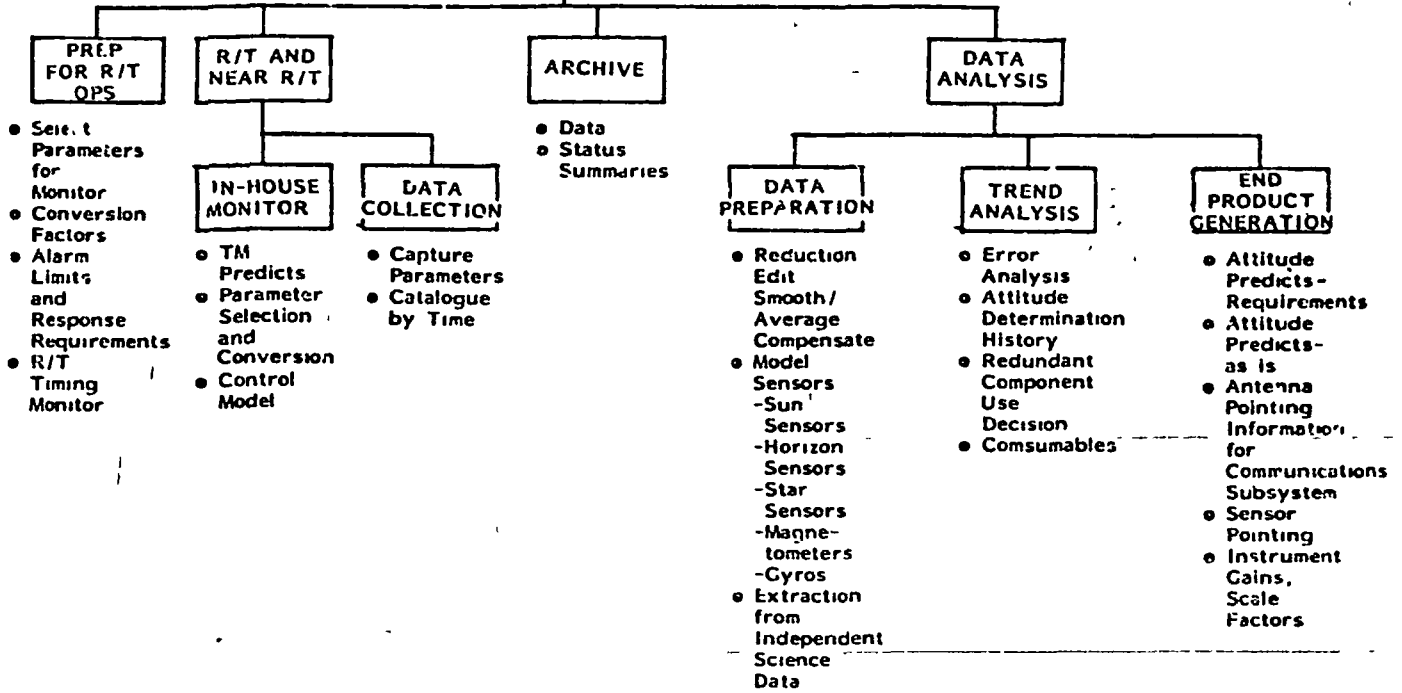 PREP
FOR R/T
OPS
R/T AND
NEAR R/T
ARCHIVE
DATA
ANALYSIS
● Select
Parameters
for
Monitor
● Conversion
Factors
● Alarm
Limits
and
Response
Requirements
● R/T
Timing
Monitor
IN-HOUSE
MONITOR
● TM
Predicts
● Parameter
Selection
and
Conversion
● Control
Model
DATA
COLLECTION
● Capture
Parameters
● Catalogue
by Time
● Data
● Status
Summaries
DATA
PREPARATION
● Reduction
Edit
Smooth/
Average
Compensate
● Model
Sensors
-Sun
Sensors
-Horizon
Sensors
-Star
Sensors
-Magne-
tometers
-Gyros
● Extraction
from
Independent
Science
Data
TREND
ANALYSIS
● Error
Analysis
● Attitude
Determination
History
● Redundant
Component
Use
Decision
● Comsumables
END
PRODUCT
GENERATION
● Attitude
Predicts-
Requirements
● Attitude
Predicts-
as is
● Antenna
Pointing
Information
for
Communications
Subsystem
● Sensor
Pointing
● Instrument
Gains,
Scale
Factors